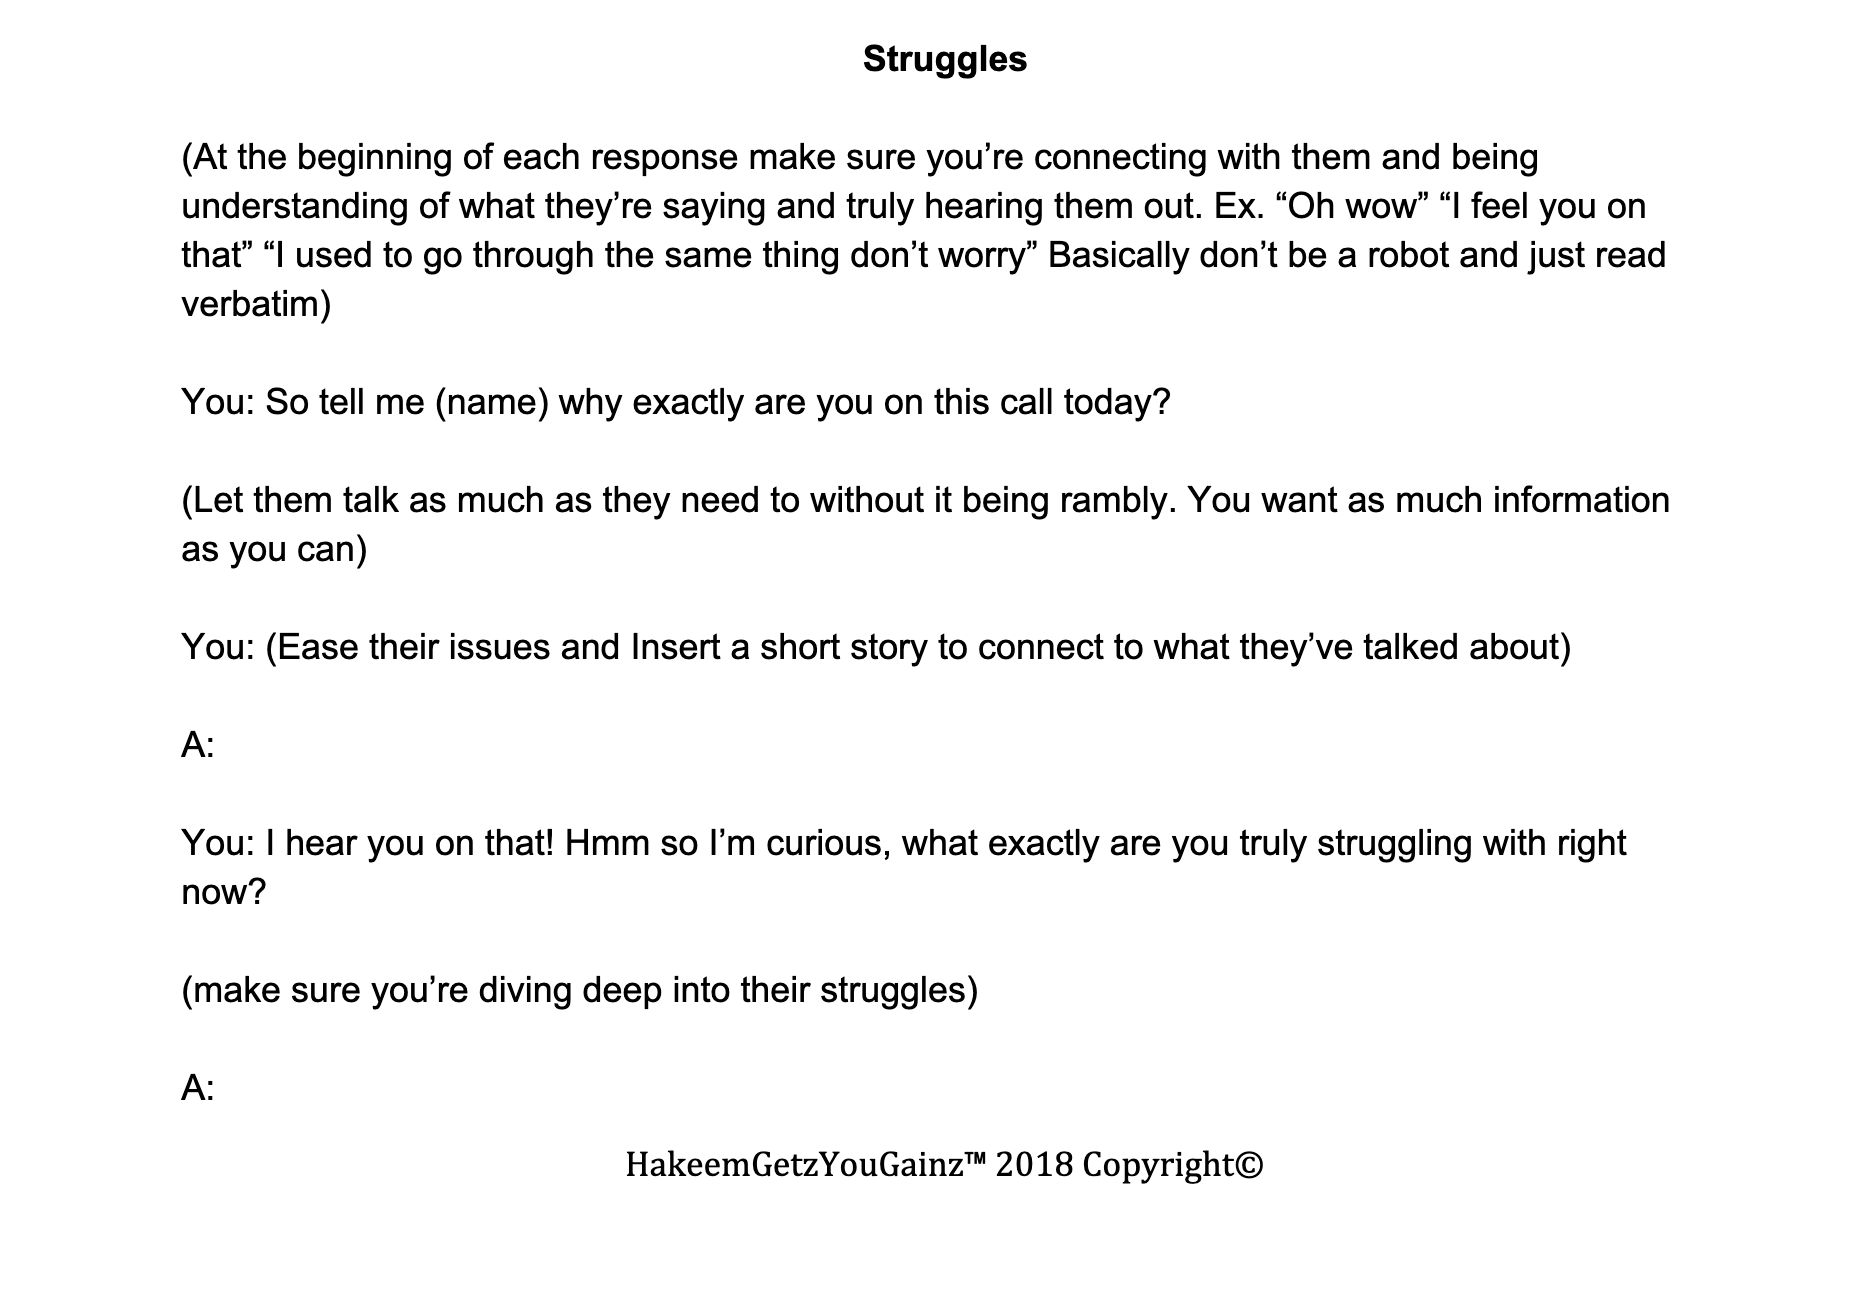 Struggles
(At the beginning of each response make sure you’re connecting with them and being
understanding of what they’re saying and truly hearing them out. Ex. “Oh wow” “I feel you on
that” “I used to go through the same thing don’t worry” Basically don’t be a robot and just read
verbatim)
You: So tell me (name) why exactly are you on this call today?
(Let them talk as much as they need to without it being rambly. You want as much information
as you can)
You: (Ease their issues and Insert a short story to connect to what they’ve talked about)
A:
You: I hear you on that! Hmm so I’m curious, what exactly are you truly struggling with right
now?
(make sure you’re diving deep into their struggles)
A:
HakeemGetzYouGainz™ 2018 Copyright©